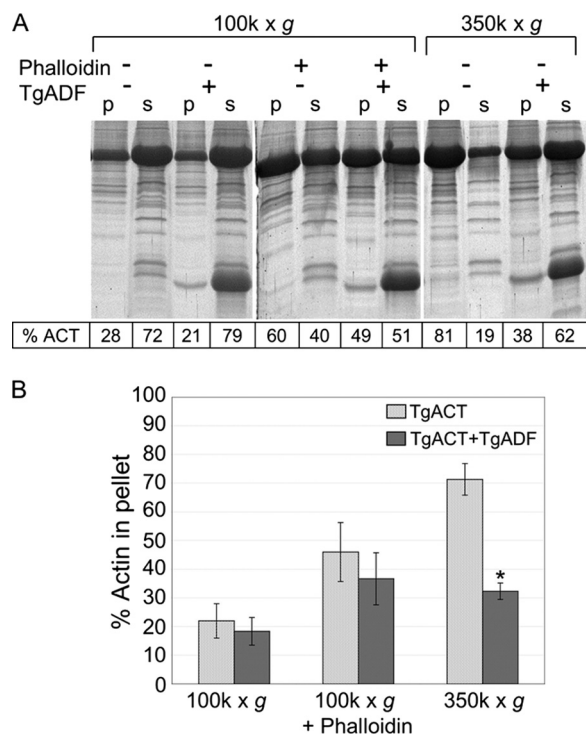 A
100k x g 350k x g
Phalloidin - - + + - -
TgADF - + - + - +
p s p s p s p s p s p s
% ACT 28 72 21 79 60 40 49 51 81 19 38 62
B
100
90
80
70
60
50
40
30
20
10
0
% Actin in pellet
TgACT
TgACT+TgADF
*
100k x g 100k x g 350k x g
+ Phalloidin